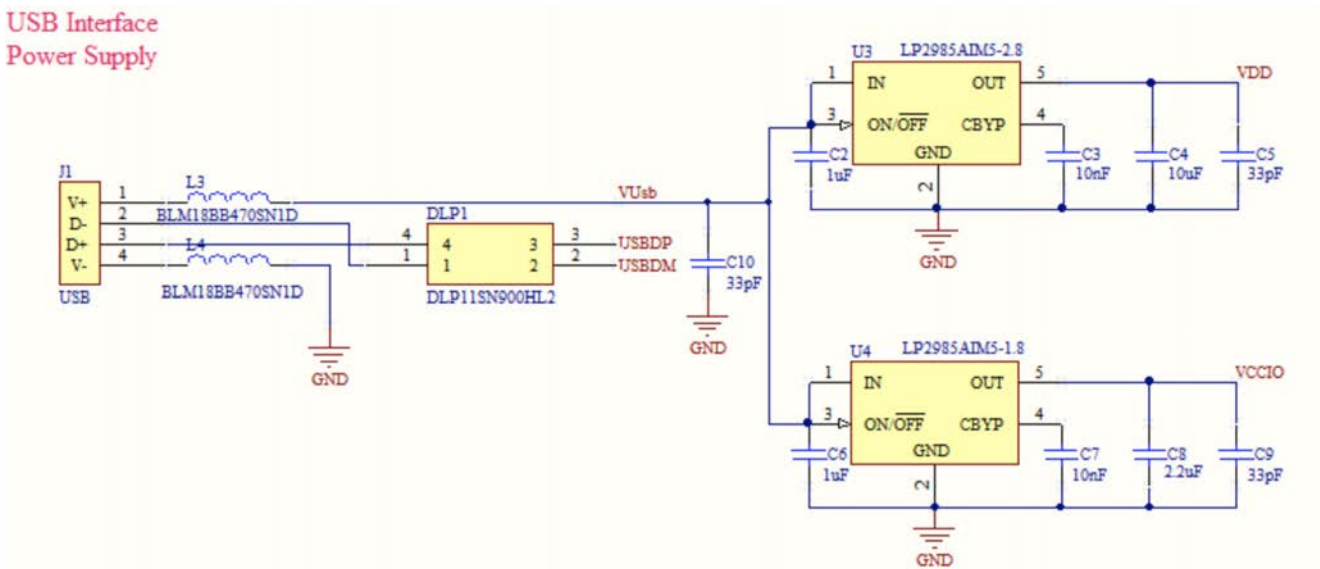 USB Interface
Power Supply
J1
V+
D-
D+
V-
USB
1
2
3
4
L3
BLM18BB470SN1D
L4
BLM18BB470SN1D
GND
DLP1
4
1
4
1
3
2
3
2
DLP11SN900HL2
USBDP
USBDM
VUsb
C10
33pF
GND
U3 LP2985AIM5-2.8
1
IN
OUT
5
VDD
3
ON/OFF
CBYP
4
GND
2
C2
1uF
C3
10nF
C4
10uF
C5
33pF
GND
U4 LP2985AIM5-1.8
1
IN
OUT
5
VCCIO
3
ON/OFF
CBYP
4
GND
2
C6
1uF
C7
10nF
C8
2.2uF
C9
33pF
GND